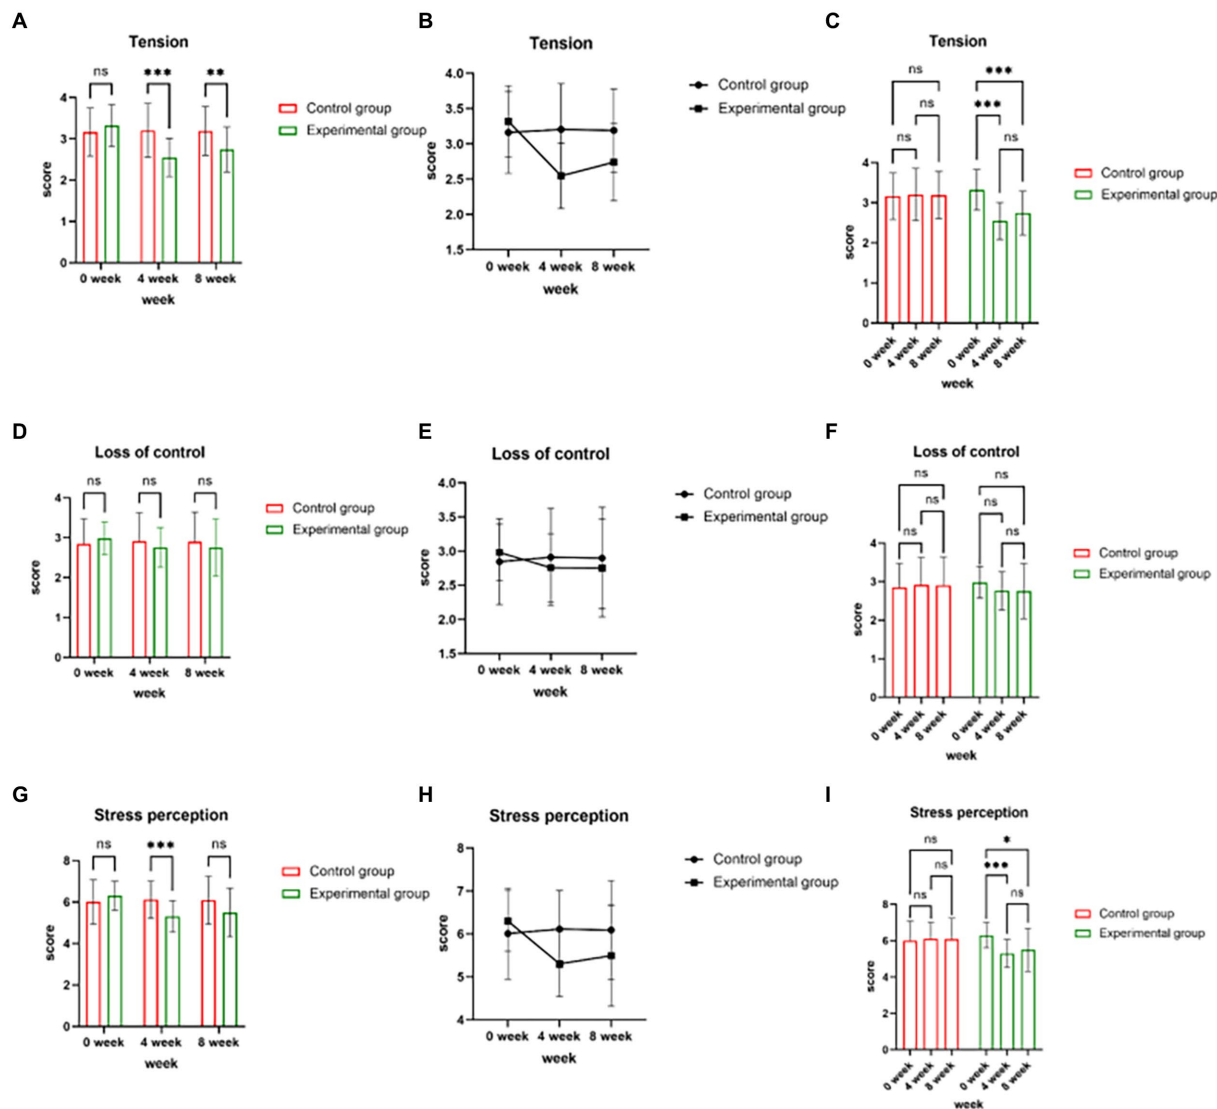 A
Tension
ns
***
**
4
3
2
1
0
score
0 week
4 week
8 week
week
Control group
Experimental group
B
Tension
4.0
3.5
3.0
2.5
2.0
1.5
score
0 week
4 week
8 week
week
Control group
Experimental group
C
Tension
ns
***
ns
***
ns
ns
4
3
2
1
0
score
0 week
4 week
8 week
0 week
4 week
8 week
week
Control group
Experimental group
D
Loss of control
ns
ns
ns
4
3
2
1
0
score
0 week
4 week
8 week
week
Control group
Experimental group
E
Loss of control
4.0
3.5
3.0
2.5
2.0
1.5
score
0 week
4 week
8 week
week
Control group
Experimental group
F
Loss of control
ns
ns
ns
ns
ns
ns
4
3
2
1
0
score
0 week
4 week
8 week
0 week
4 week
8 week
week
Control group
Experimental group
G
Stress perception
ns
***
ns
8
6
4
2
0
score
0 week
4 week
8 week
week
Control group
Experimental group
H
Stress perception
8
7
6
5
4
score
0 week
4 week
8 week
week
Control group
Experimental group
I
Stress perception
ns
*
ns
***
ns
ns
8
6
4
2
0
score
0 week
4 week
8 week
0 week
4 week
8 week
week
Control group
Experimental group